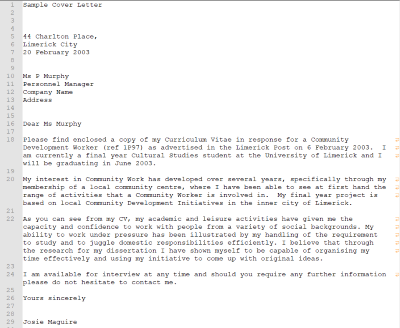 1 Sample Cover Letter
2
3
4
5 44 Charlton Place,
6 Limerick City
7 20 February 2003
8
9
10 Ms P Murphy
11 Personnel Manager
12 Company Name
13 Address
14
15
16 Dear Ms Murphy
17
18 Please find enclosed a copy of my Curriculum Vitae in response for a Community
Development Worker (ref 1P97) as advertised in the Limerick Post on 6 February 2003. I
am currently a final year Cultural Studies student at the University of Limerick and I
will be graduating in June 2003.
19
20 My interest in Community Work has developed over several years, specifically through my
membership of a local community centre, where I have been able to see at first hand the
range of activities that a Community Worker is involved in. My final year project is
based on local Community Development Initiatives in the inner city of Limerick.
21
22 As you can see from my CV, my academic and leisure activities have given me the
capacity and confidence to work with people from a variety of social backgrounds. My
ability to work under pressure has been illustrated by my handling of the requirement
to study and to juggle domestic responsibilities efficiently. I believe that through
the research for my dissertation I have shown myself to be capable of organising my
time effectively and using my initiative to come up with original ideas.
23
24 I am available for interview at any time and should you require any further information
please do not hesitate to contact me.
25
26 Yours sincerely
27
28
29 Josie Maguire